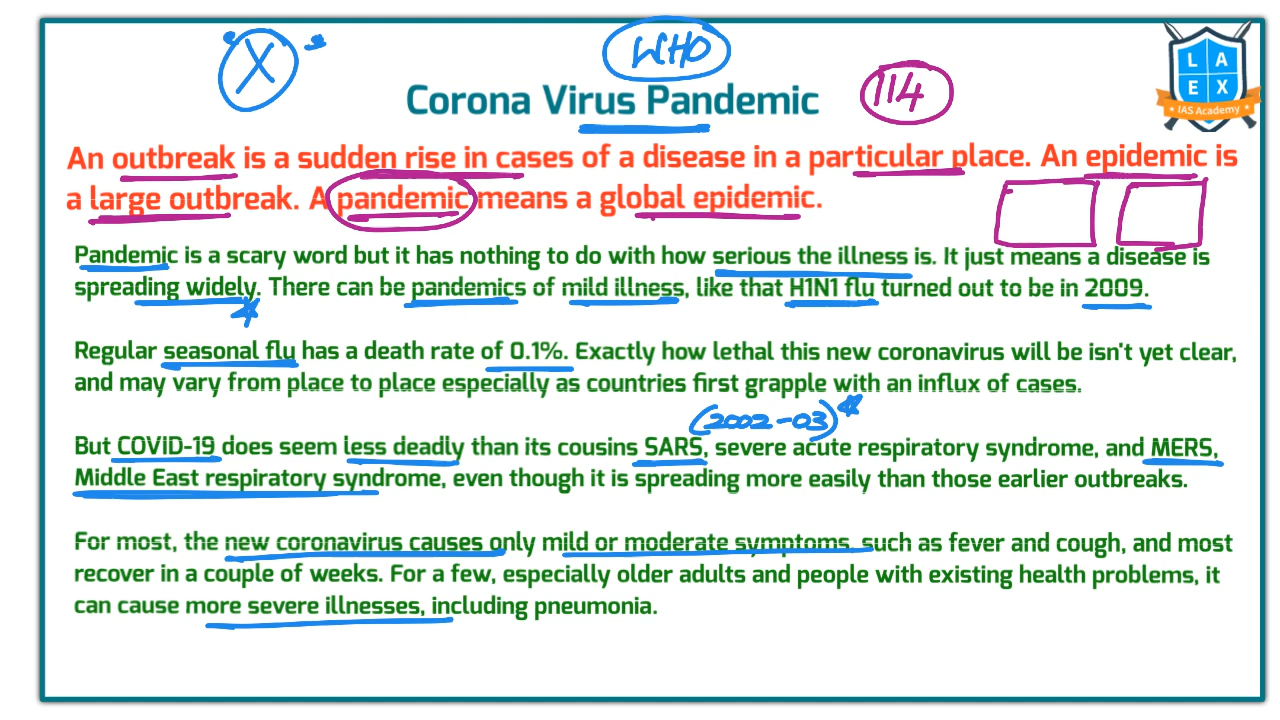 "X"
WHO
Corona Virus Pandemic
114
L A
E X
IAS Academy
An outbreak is a sudden rise in cases of a disease in a particular place. An epidemic is
a large outbreak. A pandemic means a global epidemic.
Pandemic is a scary word but it has nothing to do with how serious the illness is. It just means a disease is
spreading widely. There can be pandemics of mild illness, like that H1N1 flu turned out to be in 2009.
Regular seasonal flu has a death rate of 0.1%. Exactly how lethal this new coronavirus will be isn't yet clear,
and may vary from place to place especially as countries first grapple with an influx of cases.
(2002-03)
But COVID-19 does seem less deadly than its cousins SARS, severe acute respiratory syndrome, and MERS,
Middle East respiratory syndrome, even though it is spreading more easily than those earlier outbreaks.
For most, the new coronavirus causes only mild or moderate symptoms, such as fever and cough, and most
recover in a couple of weeks. For a few, especially older adults and people with existing health problems, it
can cause more severe illnesses, including pneumonia.